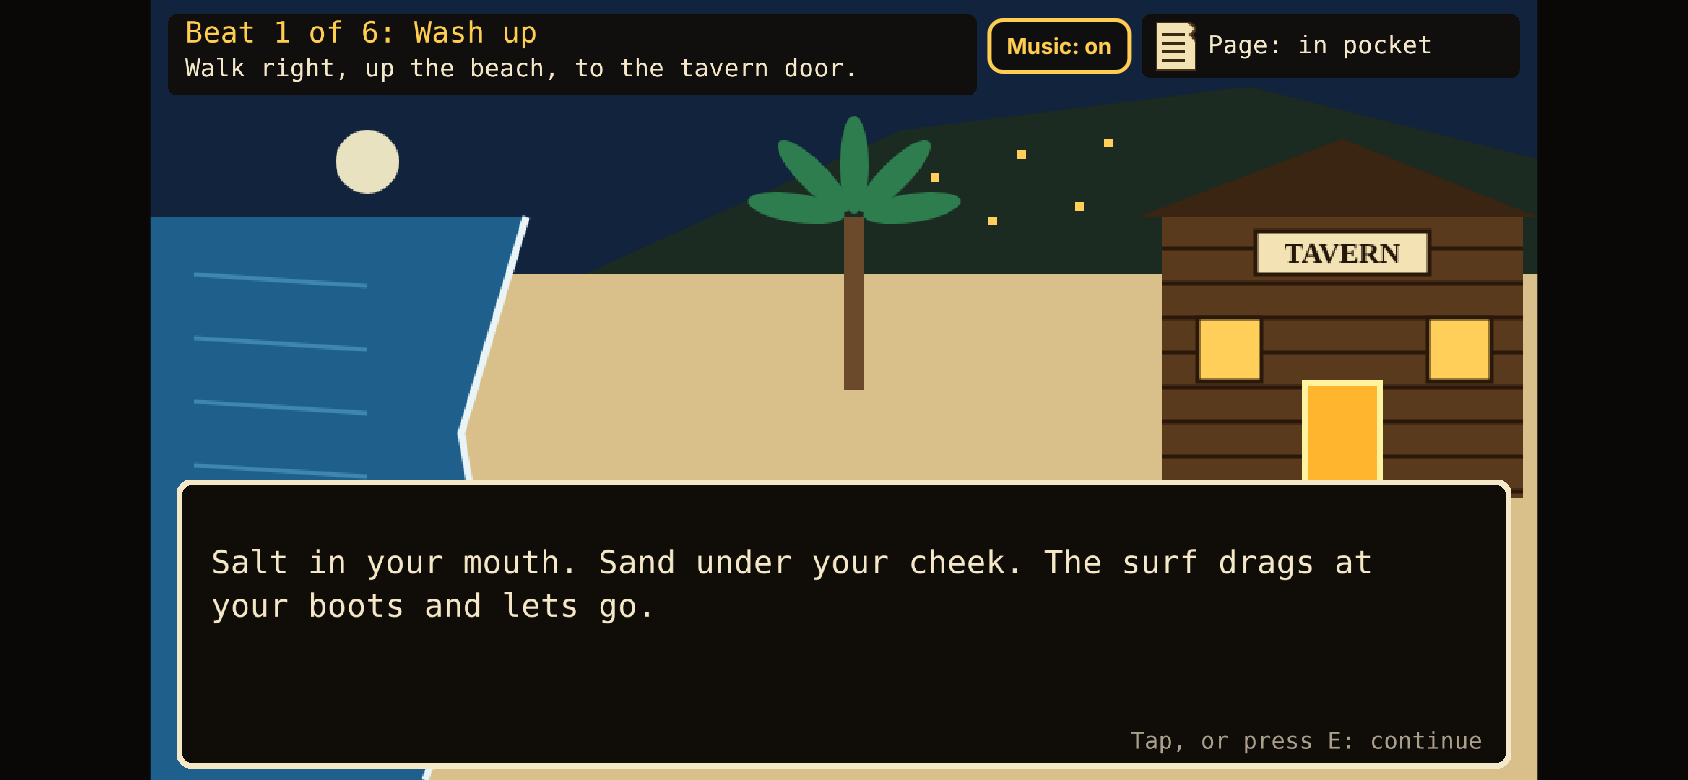 Beat 1 of 6: Wash up
Walk right, up the beach, to the tavern door.
Music: on
Page: in pocket
TAVERN
Salt in your mouth. Sand under your cheek. The surf drags at
your boots and lets go.
Tap, or press E: continue